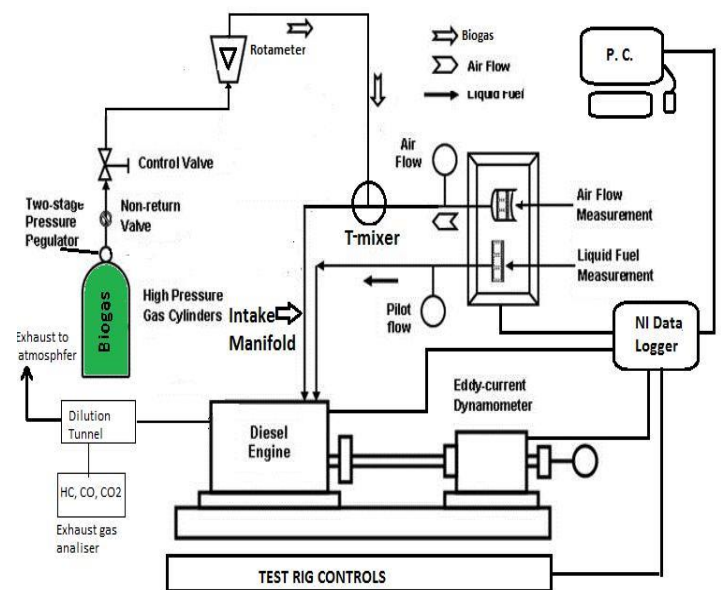 Rotameter
Biogas
Air Flow
Liquid Fuel
P. C.
Control Valve
Two-stage
Pressure
Pegulator
Non-return
Valve
Air
Flow
T-mixer
Air Flow
Measurement
Liquid Fuel
Measurement
Biogas
High Pressure
Gas Cylinders
Intake
Manifold
Pilot
flow
NI Data
Logger
Exhaust to
atmosphfer
Dilution
Tunnel
Diesel
Engine
Eddy-current
Dynamometer
HC, CO, CO2
Exhaust gas
analiser
TEST RIG CONTROLS